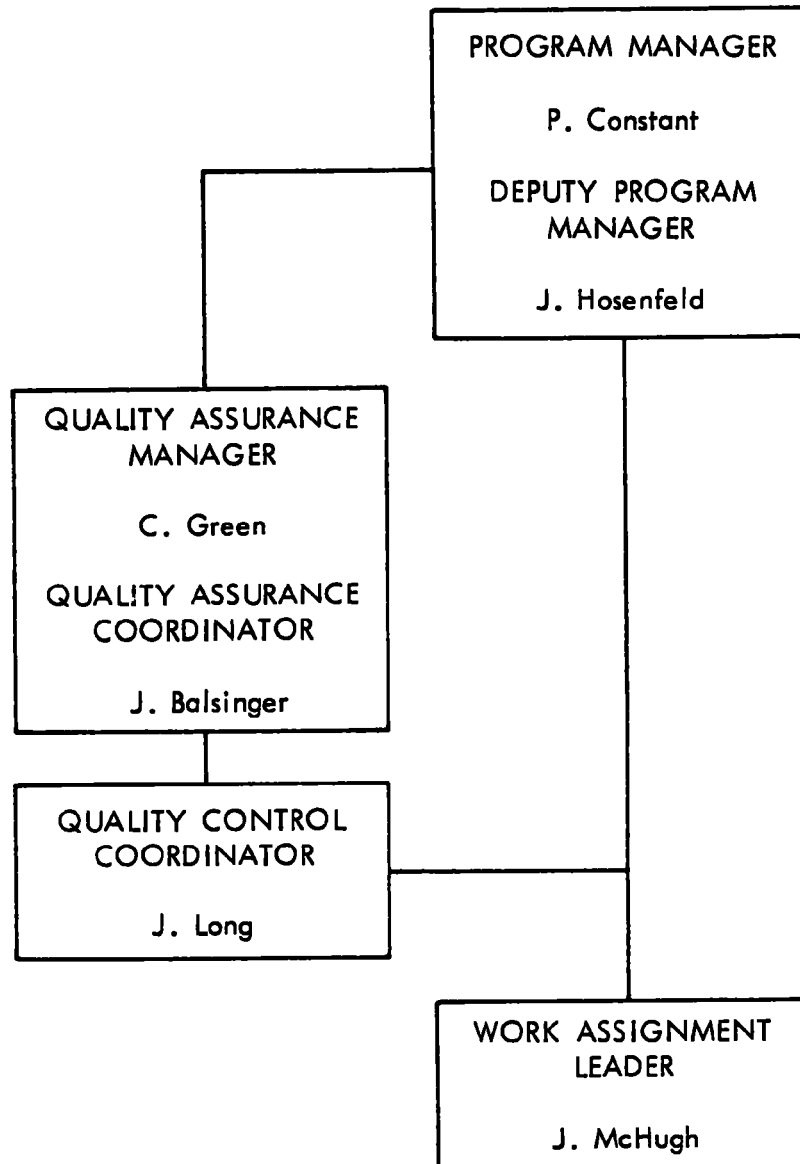 PROGRAM MANAGER
P. Constant
DEPUTY PROGRAM
MANAGER
J. Hosenfeld
QUALITY ASSURANCE
MANAGER
C. Green
QUALITY ASSURANCE
COORDINATOR
J. Balsinger
QUALITY CONTROL
COORDINATOR
J. Long
WORK ASSIGNMENT
LEADER
J. McHugh